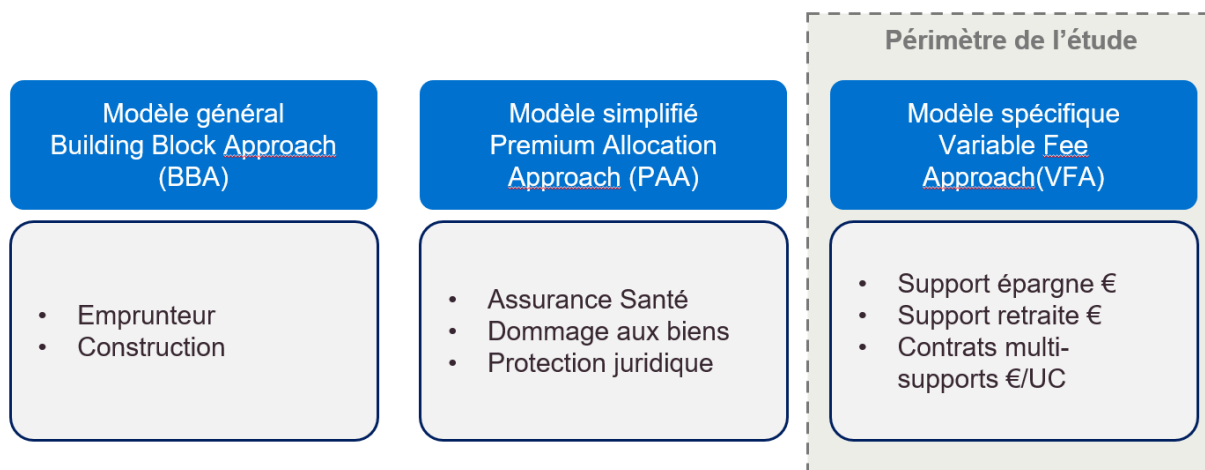 Périmètre de l'étude
Modèle général
Building Block Approach
(BBA)
Modèle simplifié
Premium Allocation
Approach (PAA)
Modèle spécifique
Variable Fee
Approach(VFA)
• Emprunteur
• Construction
• Assurance Santé
• Dommage aux biens
• Protection juridique
• Support épargne €
• Support retraite €
• Contrats multi-
supports €/UC